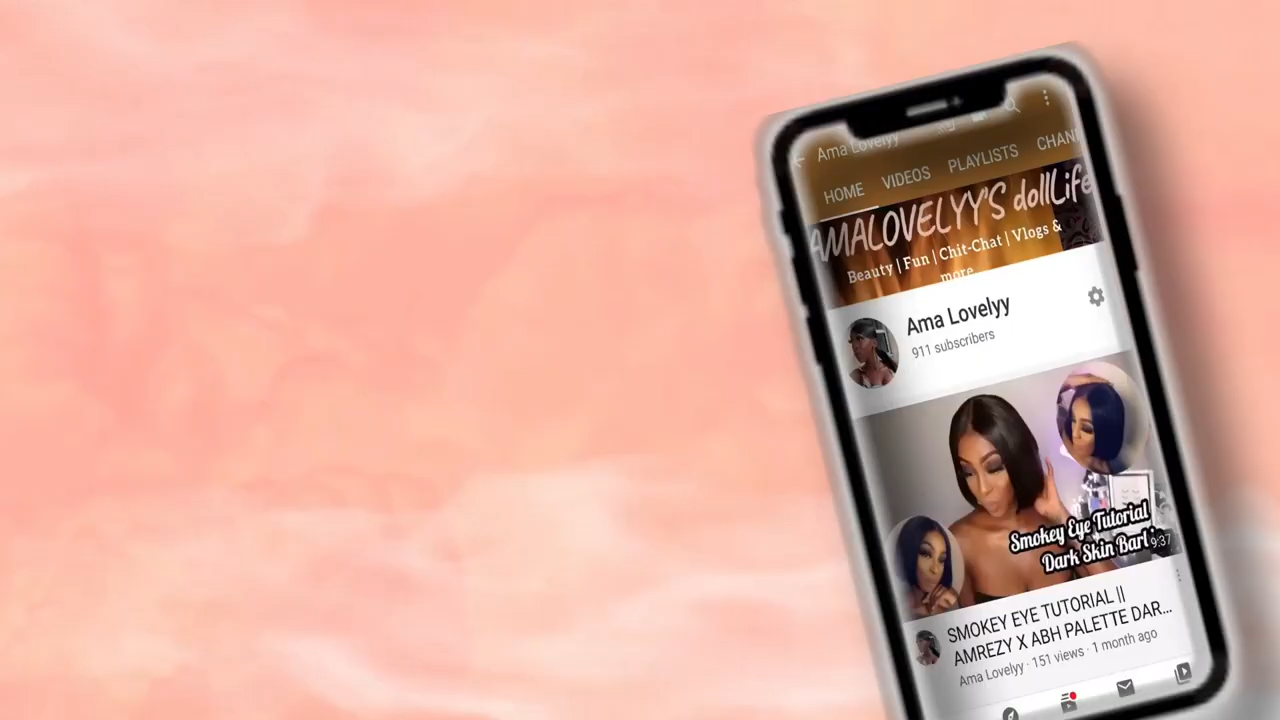 Ama Lovelyy
HOME VIDEOS PLAYLISTS CHAN
AMALOVELYY'S dollLife
Beauty | Fun | Chit-Chat | Vlogs &
more
Ama Lovelyy
911 subscribers
Smokey Eye Tutorial
Dark Skin Barbie
9:37
SMOKEY EYE TUTORIAL ||
AMREZY X ABH PALETTE DAR...
Ama Lovelyy · 151 views · 1 month ago